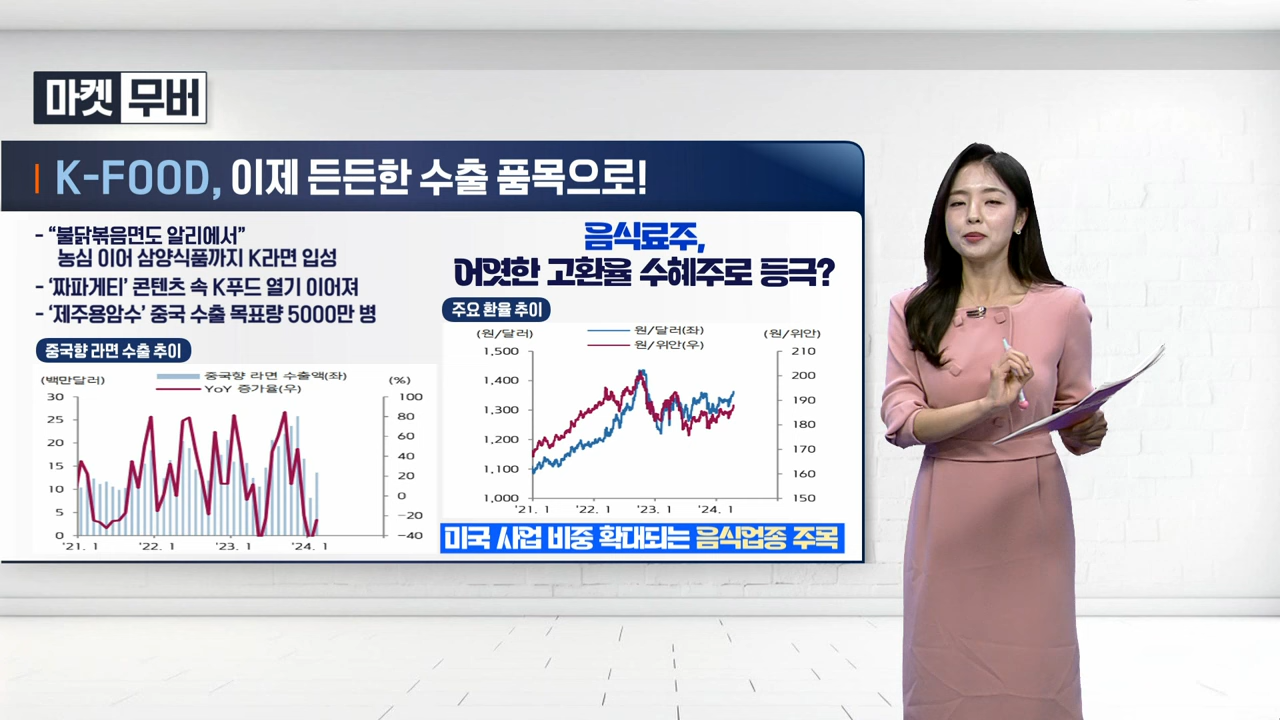 마켓 무버
K-FOOD, 이제 든든한 수출 품목으로!
- “불닭볶음면도 알리에서”
농심 이어 삼양식품까지 K라면 입성
- ‘짜파게티’ 콘텐츠 속 K푸드 열기 이어져
- ‘제주용암수’ 중국 수출 목표량 5000만 병
중국향 라면 수출 추이
(백만달러)
중국향 라면 수출액(좌)
YoY 증가율(우)
(%)
30
25
20
15
10
5
0
100
80
60
40
20
0
-20
-40
'21. 1 '22. 1 '23. 1 '24. 1
음식료주,
어엿한 고환율 수혜주로 등극?
주요 환율 추이
(원/달러)
원/달러(좌)
원/위안(우)
(원/위안)
1,500
1,400
1,300
1,200
1,100
1,000
210
200
190
180
170
160
150
'21. 1 '22. 1 '23. 1 '24. 1
미국 사업 비중 확대되는 음식업종 주목